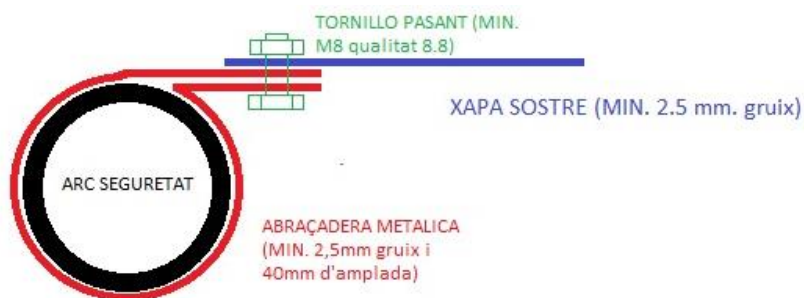 TORNILLO PASANT (MIN.
M8 qualitat 8.8)
XAPA SOSTRE (MIN. 2.5 mm. gruix)
ARC SEGURETAT
ABRAÇADERA METALICA
(MIN. 2,5mm gruix i
40mm d'amplada)